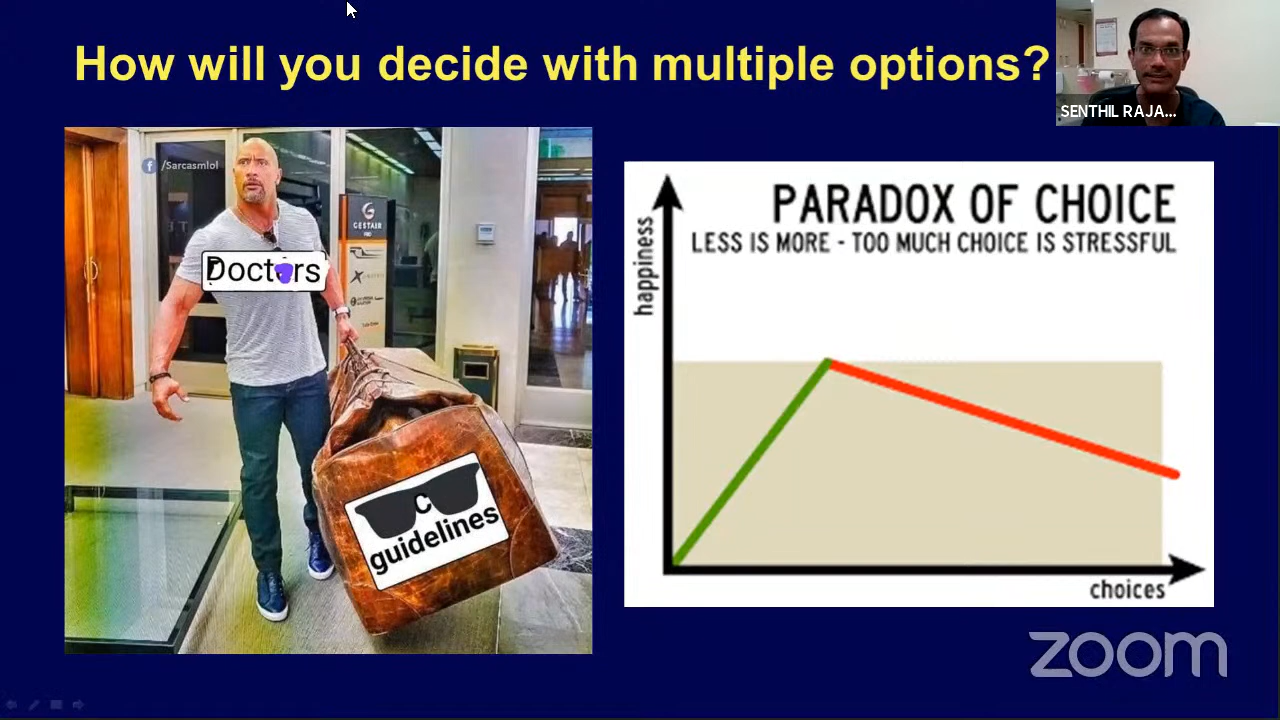 How will you decide with multiple options?
SENTHIL RAJA...
f /Sarcasmlol
Doctors
GESTAIR
C
guidelines
PARADOX OF CHOICE
LESS IS MORE - TOO MUCH CHOICE IS STRESSFUL
happiness
choices
zoom